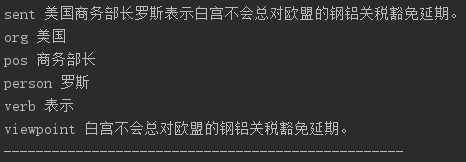 sent 美国商务部长罗斯表示白宫不会总对欧盟的钢铝关税豁免延期。
org 美国
pos 商务部长
person 罗斯
verb 表示
viewpoint 白宫不会总对欧盟的钢铝关税豁免延期。
--------------------------------------------------